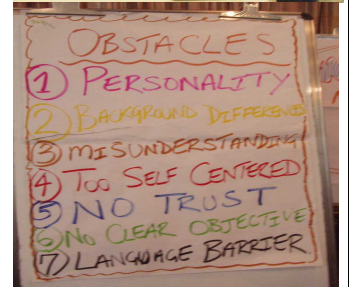 OBSTACLES
1 PERSONALITY
2 BACKGROUND DIFFERENCES
3 MISUNDERSTANDING
4 TOO SELF CENTERED
5 NO TRUST
6 NO CLEAR OBJECTIVE
7 LANGUAGE BARRIER